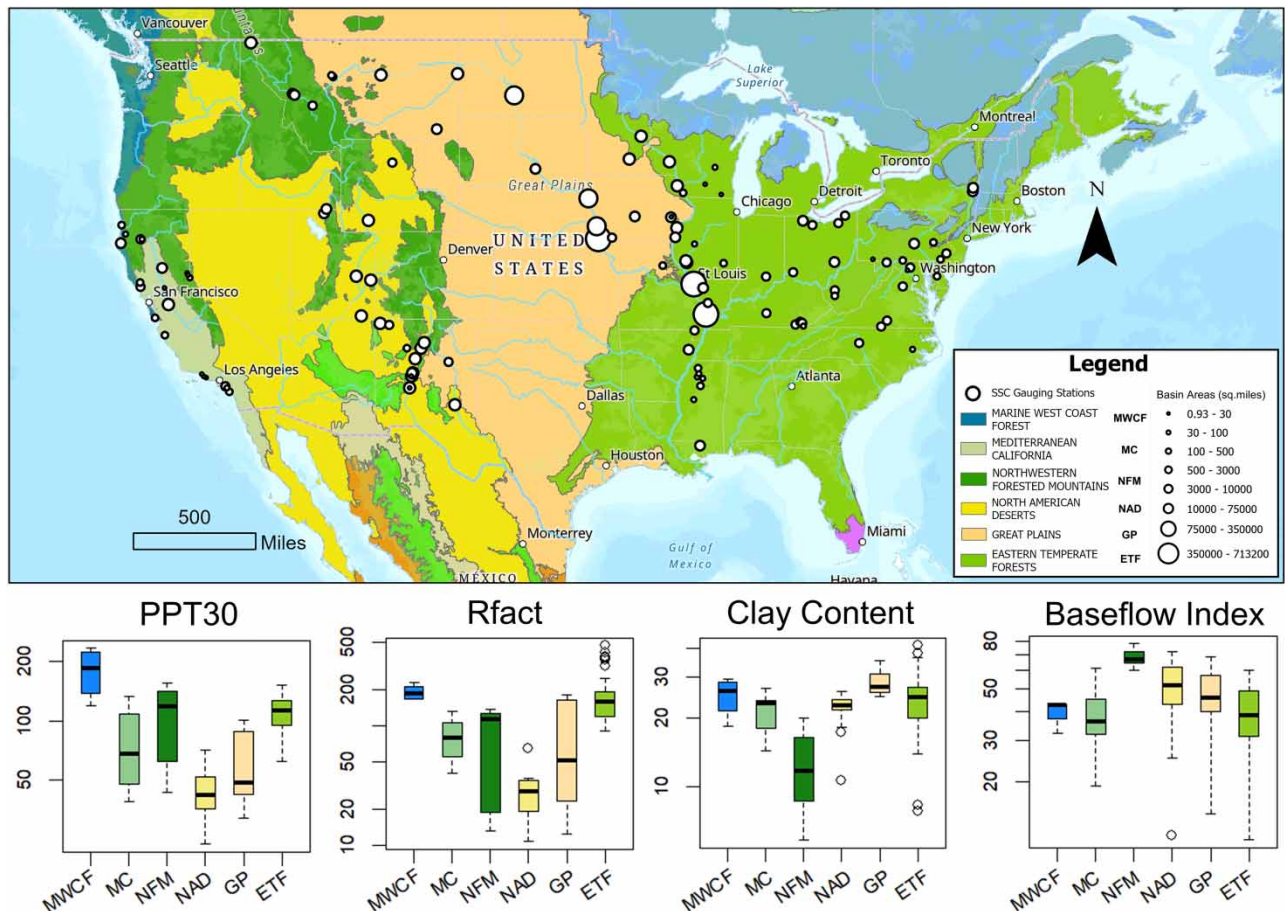 Vancouver
Seattle
Lake
Superior
Montreal
Toronto
Great Plains
Chicago
Detroit
Boston
New York
N
Denver
UNITED
STATES
St Louis
Washington
San Francisco
Los Angeles
Atlanta
Dallas
Houston
Monterrey
Miami
Gulf of
Mexico
MÉXICO
Havana
500
Miles
Legend
SSC Gauging Stations
Basin Areas (sq.miles)
MARINE WEST COAST
FOREST
MWCF
MEDITERRANEAN
CALIFORNIA
MC
NORTHWESTERN
FORESTED MOUNTAINS
NFM
NORTH AMERICAN
DESERTS
NAD
GREAT PLAINS
GP
EASTERN TEMPERATE
FORESTS
ETF
0.93 - 30
30 - 100
100 - 500
500 - 3000
3000 - 10000
10000 - 75000
75000 - 350000
350000 - 713200
PPT30
200
100
50
MWCF MC NFM NAD GP ETF
Rfact
500
200
50
20
10
MWCF MC NFM NAD GP ETF
Clay Content
30
20
10
MWCF MC NFM NAD GP ETF
Baseflow Index
80
50
30
20
MWCF MC NFM NAD GP ETF